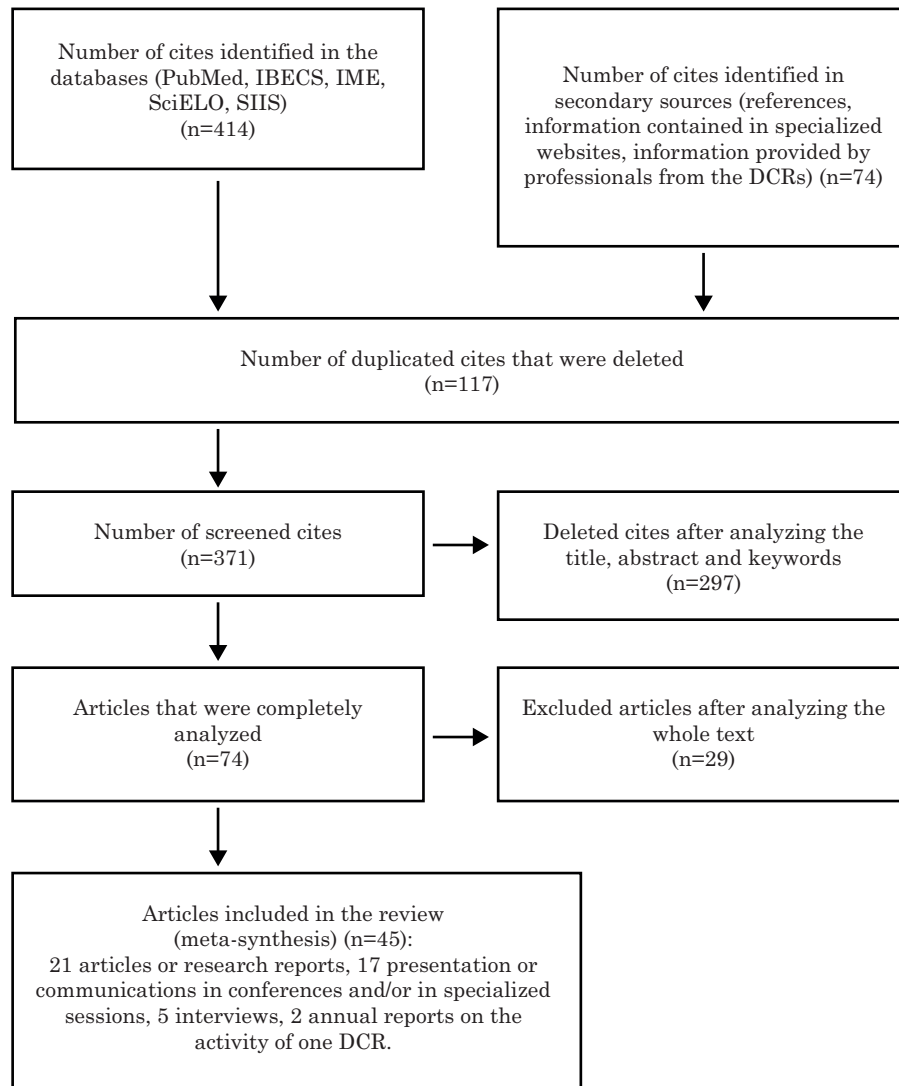 Number of cites identified in the
databases (PubMed, IBECS, IME,
SciELO, SIIS)
(n=414)
Number of cites identified in
secondary sources (references,
information contained in specialized
websites, information provided by
professionals from the DCRs) (n=74)
Number of duplicated cites that were deleted
(n=117)
Number of screened cites
(n=371)
Deleted cites after analyzing the
title, abstract and keywords
(n=297)
Articles that were completely
analyzed
(n=74)
Excluded articles after analyzing the
whole text
(n=29)
Articles included in the review
(meta-synthesis) (n=45):
21 articles or research reports, 17 presentation or
communications in conferences and/or in specialized
sessions, 5 interviews, 2 annual reports on the
activity of one DCR.